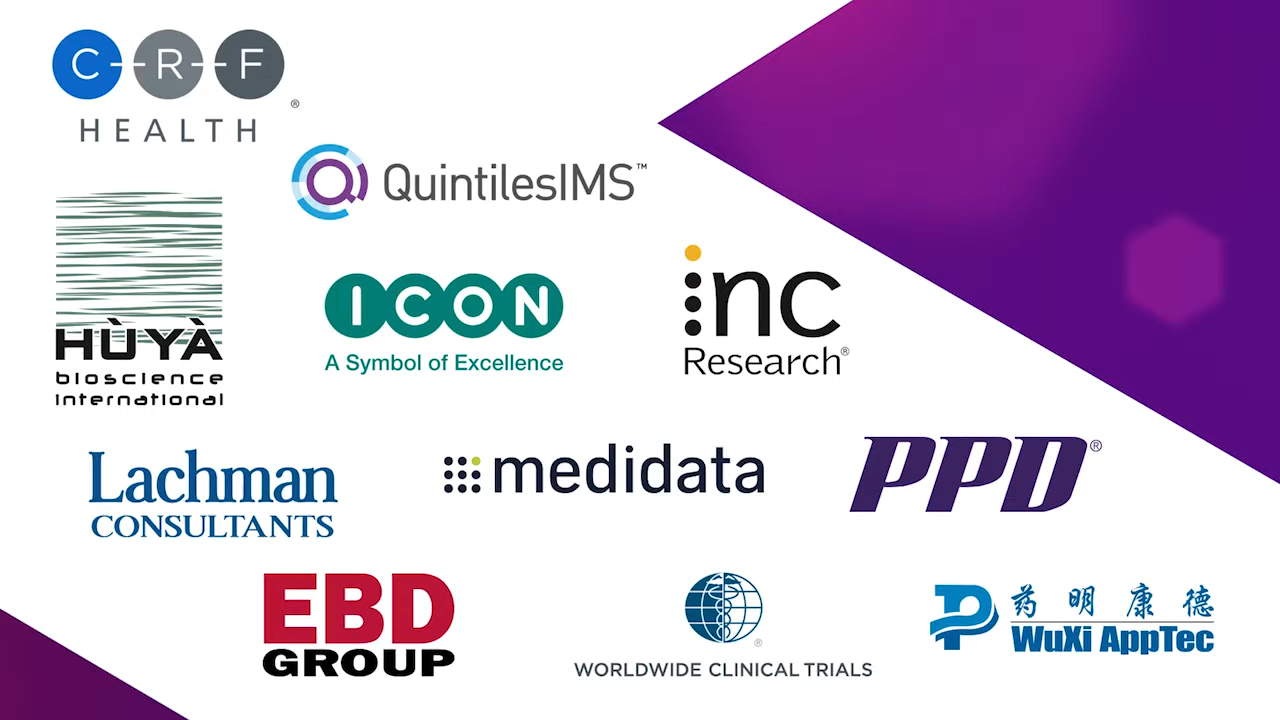 C-R-F
HEALTH®
QuintilesIMS™
HÙYÀ
bioscience
international
ICON
A Symbol of Excellence
inc
Research®
Lachman
CONSULTANTS
medidata
PPD®
EBD
GROUP
®
WORLDWIDE CLINICAL TRIALS
药明康德
WuXi AppTec